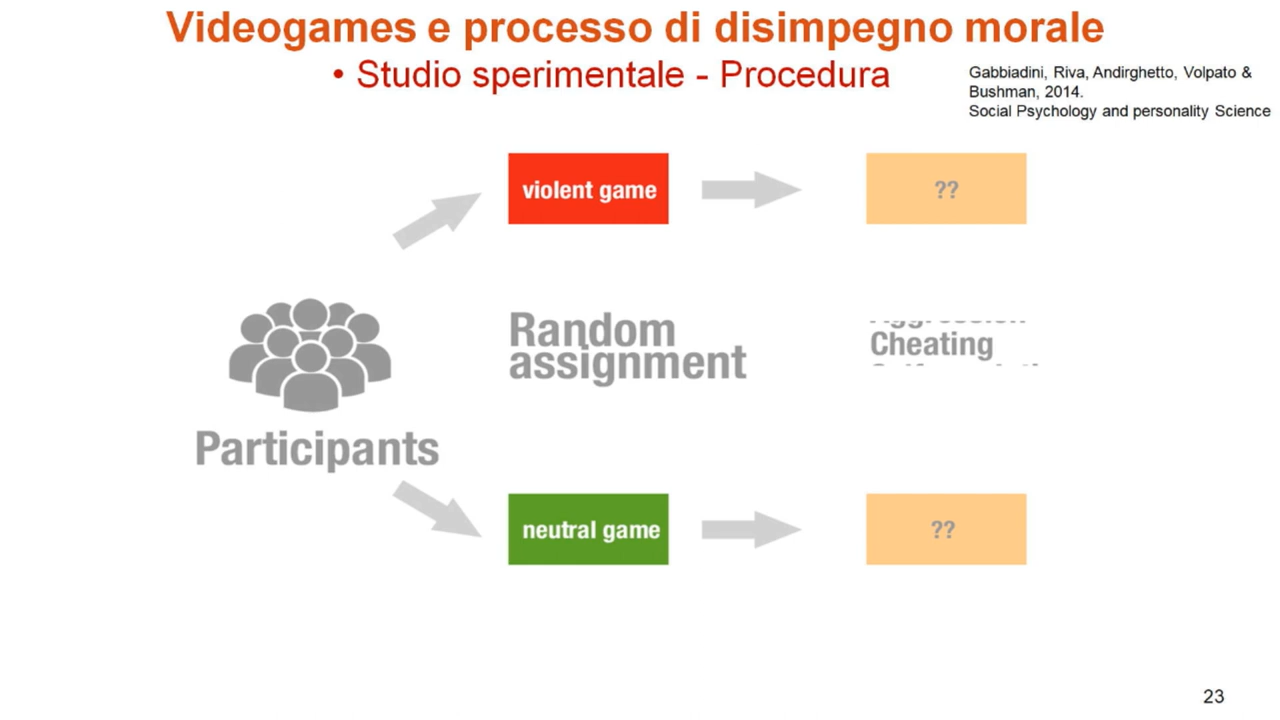 Videogames e processo di disimpegno morale
• Studio sperimentale - Procedura
Gabbiadini, Riva, Andirghetto, Volpato &
Bushman, 2014.
Social Psychology and personality Science
violent game
??
Random
assignment
Cheating
Participants
neutral game
??
23